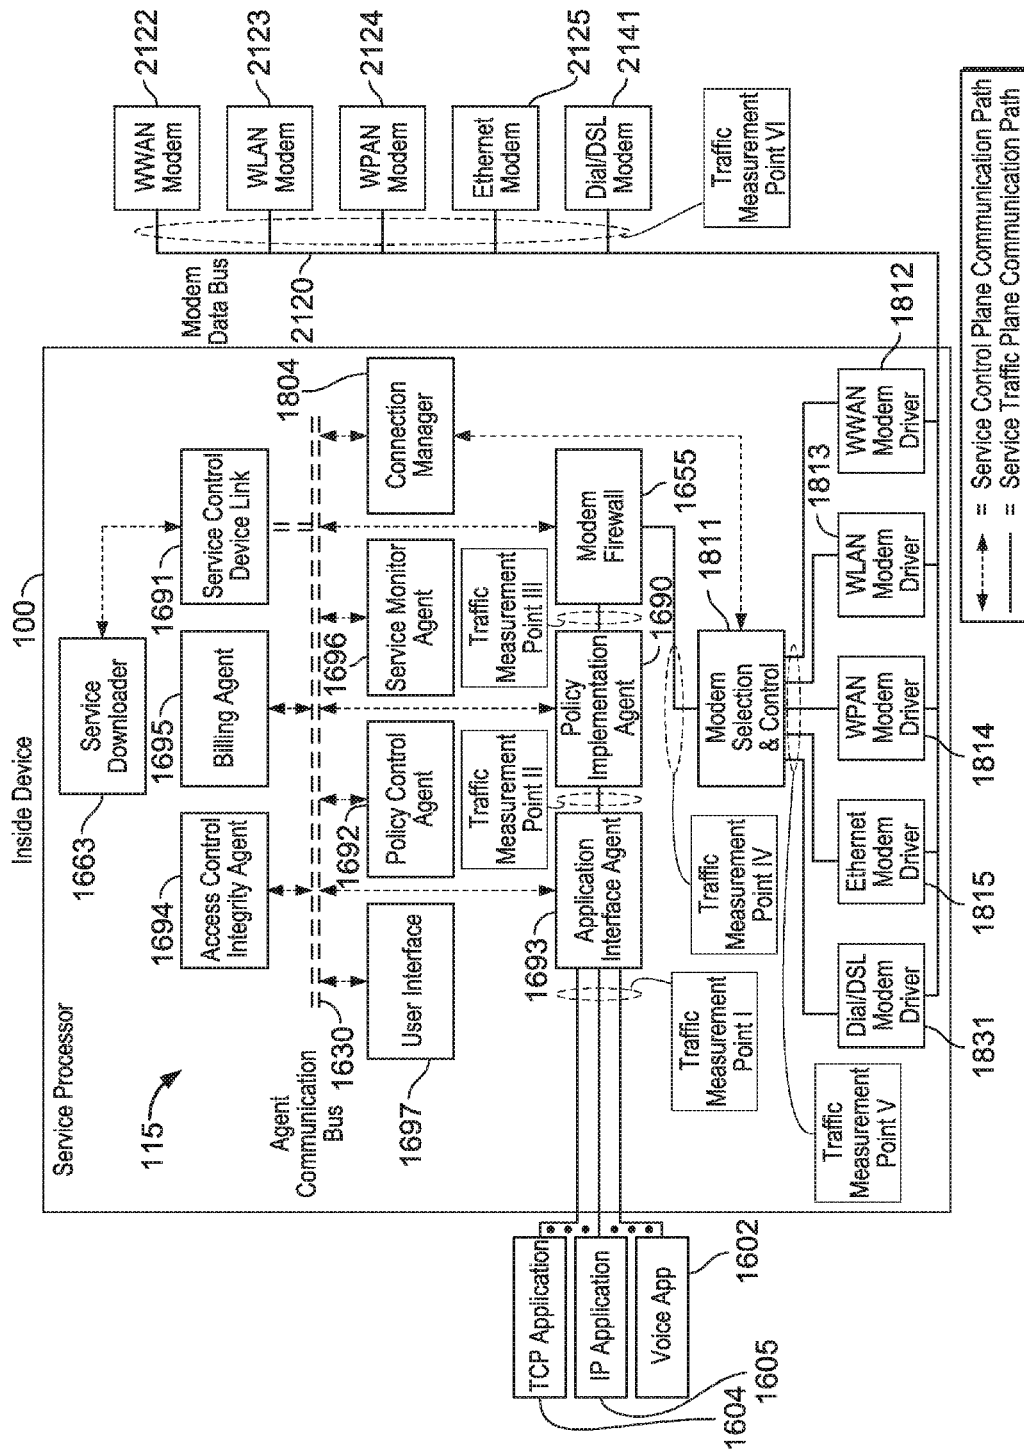 Inside Device
100
Service Processor
115
Service
Downloader
1663
Access Control
Integrity Agent
1694
Billing Agent
1695
Service Control
Device Link
1691
Agent
Communication
Bus
1630
User Interface
1697
Policy Control
Agent
1692
Service Monitor
Agent
1696
Connection
Manager
1804
Traffic
Measurement
Point II
Traffic
Measurement
Point III
Application
Interface Agent
1693
Policy
Implementation
Agent
1690
Modem
Firewall
1655
TCP Application
1604
IP Application
1605
Voice App
1602
Traffic
Measurement
Point I
Traffic
Measurement
Point IV
Modem
Selection
& Control
1811
Traffic
Measurement
Point V
Dial/DSL
Modem
Driver
1831
Ethernet
Modem
Driver
1815
WPAN
Modem
Driver
1814
WLAN
Modem
Driver
1813
WWAN
Modem
Driver
1812
Modem
Data Bus
2120
WWAN
Modem
2122
WLAN
Modem
2123
WPAN
Modem
2124
Ethernet
Modem
2125
Dial/DSL
Modem
2141
Traffic
Measurement
Point VI
= Service Control Plane Communication Path
= Service Traffic Plane Communication Path